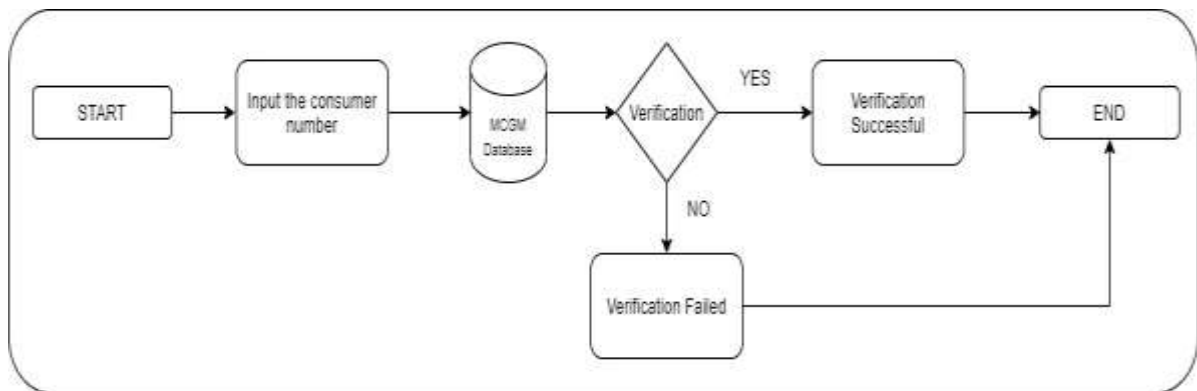 START
Input the consumer
number
MCGM
Database
Verification
YES
Verification
Successful
END
NO
Verification Failed